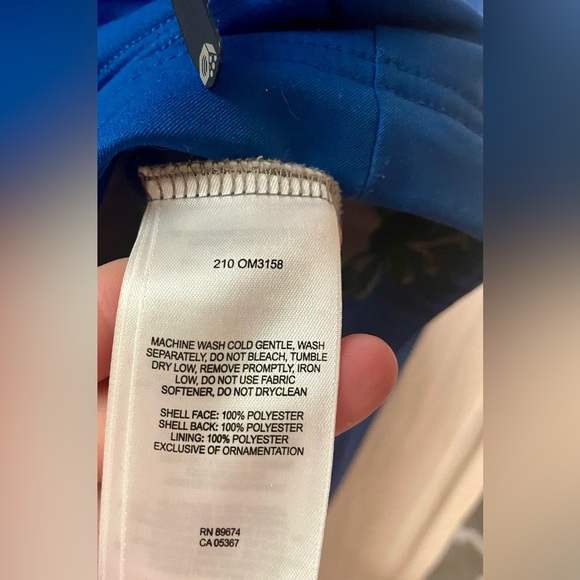 210 OM3158
MACHINE WASH COLD GENTLE, WASH
SEPARATELY, DO NOT BLEACH, TUMBLE
DRY LOW, REMOVE PROMPTLY, IRON
LOW, DO NOT USE FABRIC
SOFTENER, DO NOT DRYCLEAN
SHELL FACE: 100% POLYESTER
SHELL BACK: 100% POLYESTER
LINING: 100% POLYESTER
EXCLUSIVE OF ORNAMENTATION
RN 89674
CA 05367